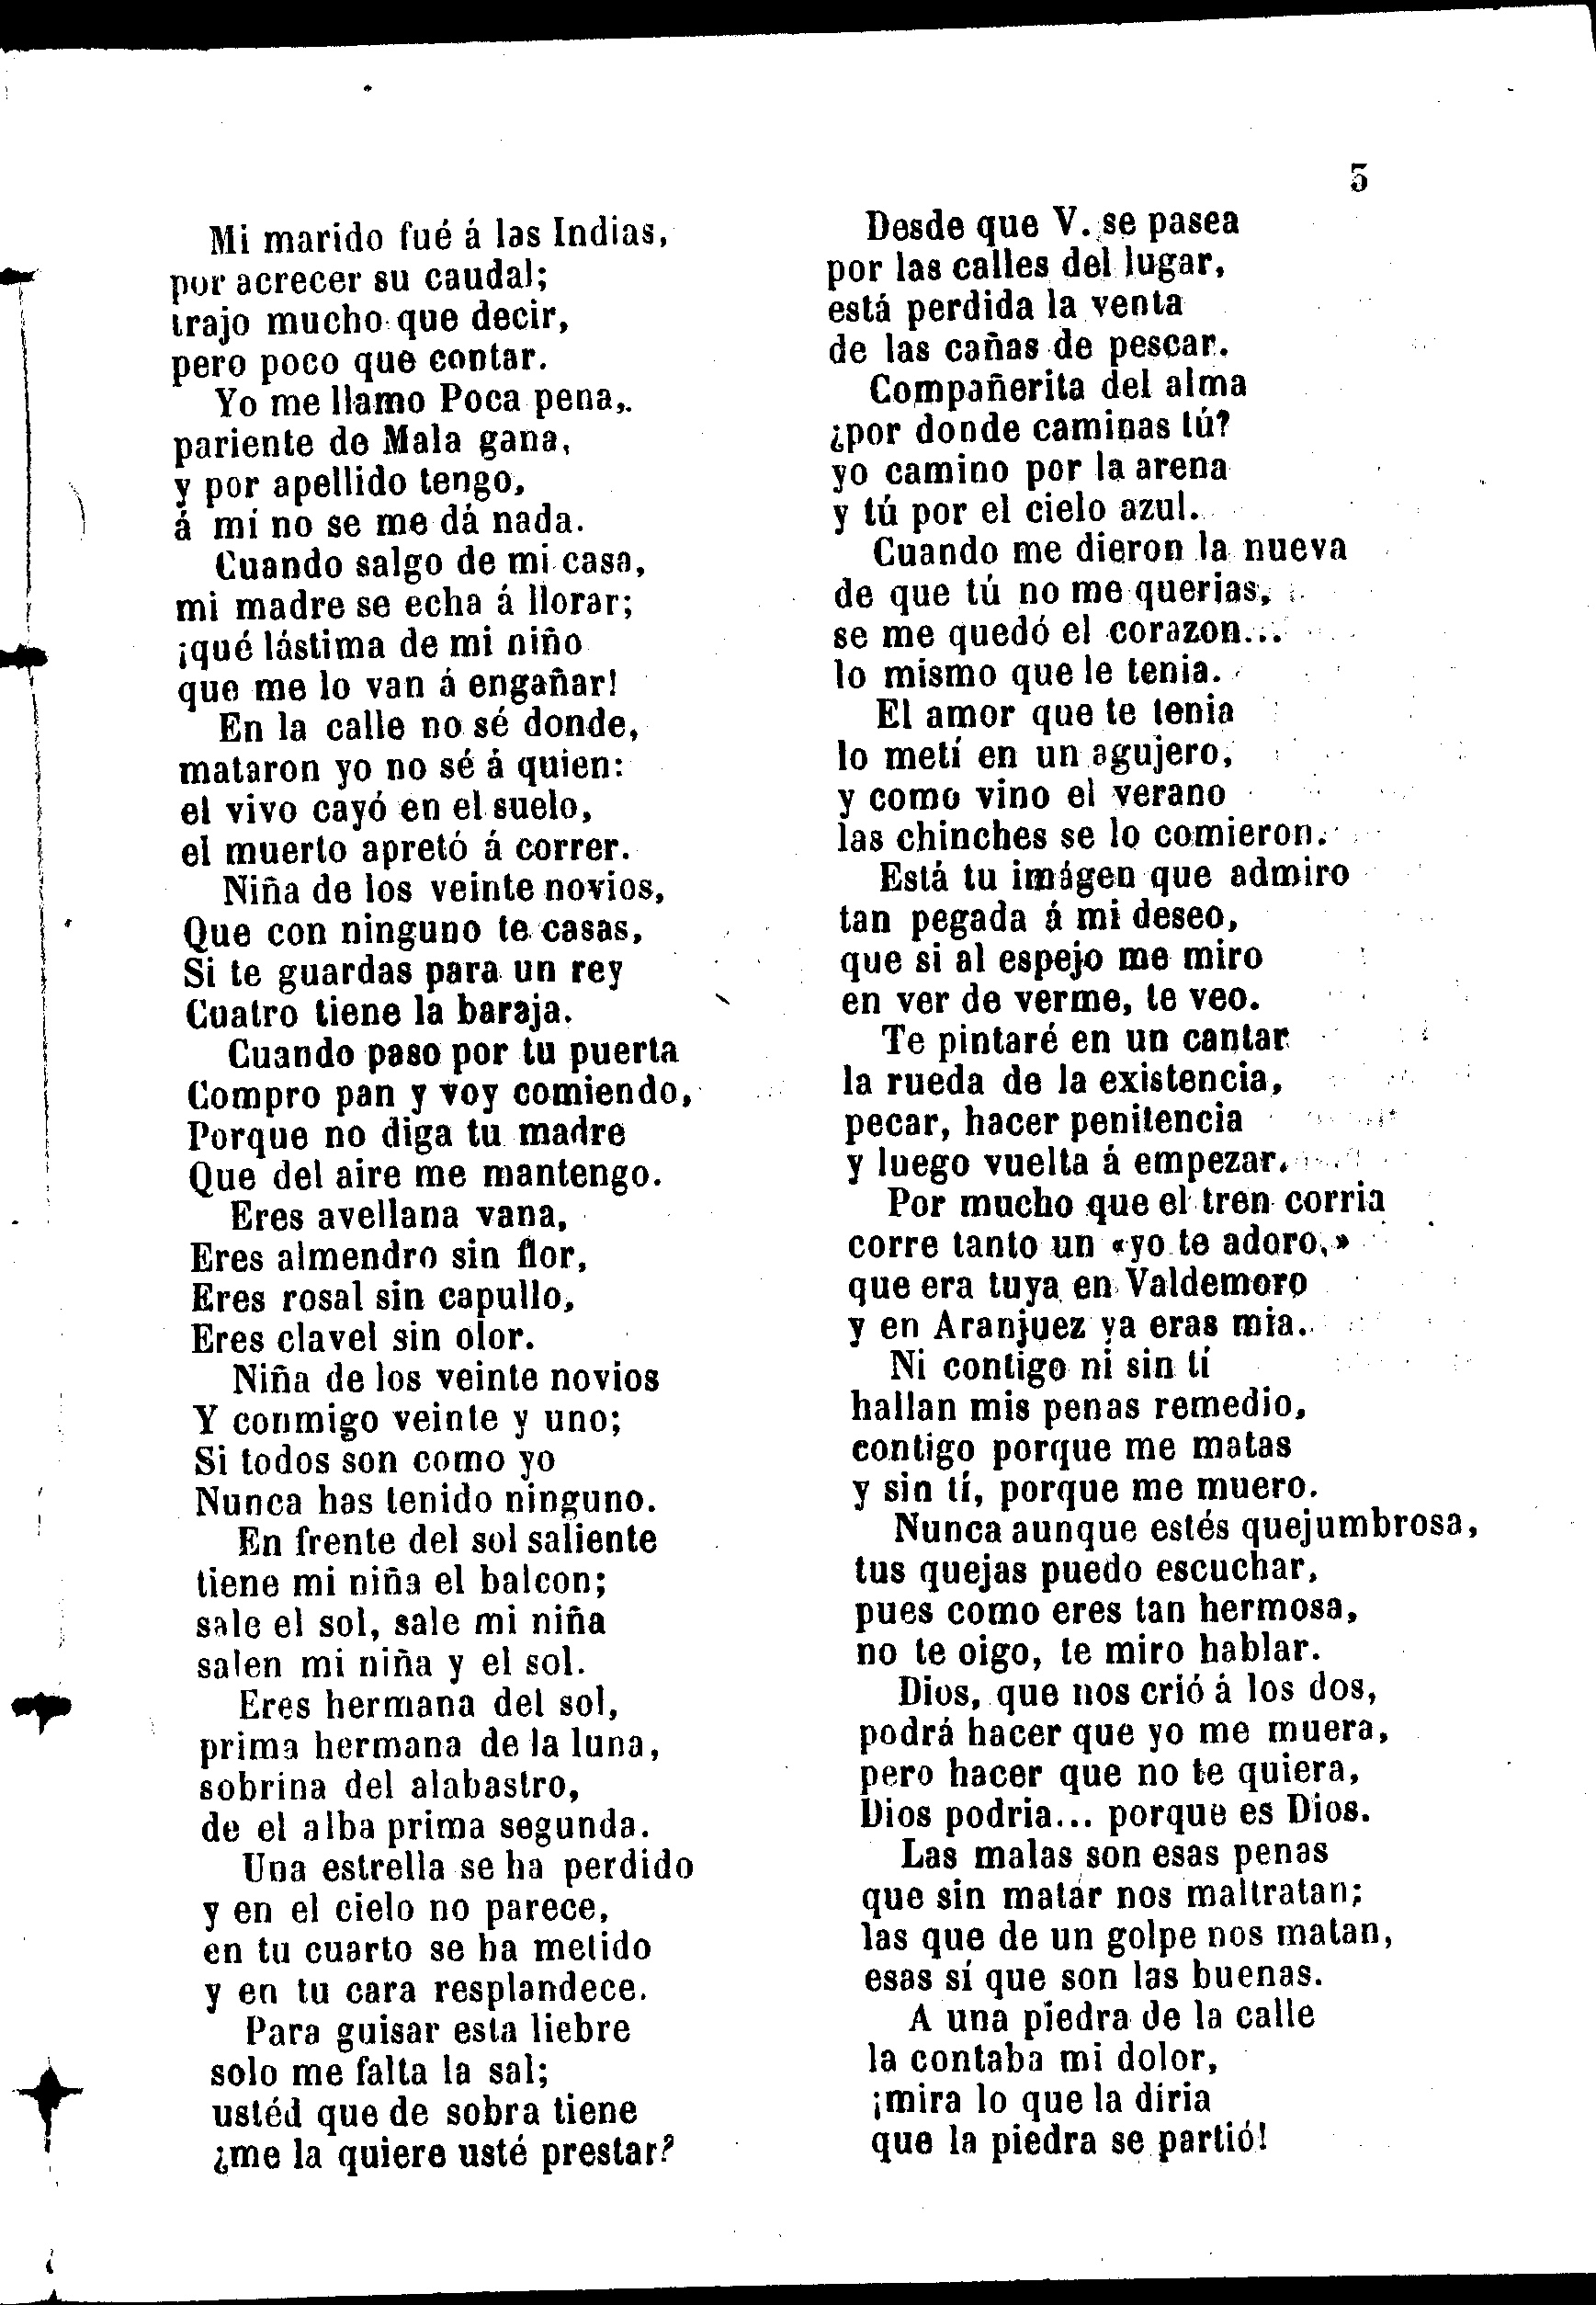 5
Mi marido fué á las Indias,
por acrecer su caudal;
trajo mucho que decir,
pero poco que contar.
Yo me llamo Poca pena,
pariente de Mala gana,
y por apellido tengo,
á mí no se me dá nada.
Cuando salgo de mi casa,
mi madre se echa á llorar;
¡qué lástima de mi niño
que me lo van á engañar!
En la calle no sé donde,
mataron yo no sé á quien:
el vivo cayó en el suelo,
el muerto apretó á correr.
Niña de los veinte novios,
Que con ninguno te casas,
Si te guardas para un rey
Cuatro tiene la baraja.
Cuando paso por tu puerta
Compro pan y voy comiendo,
Porque no diga tu madre
Que del aire me mantengo.
Eres avellana vana,
Eres almendro sin flor,
Eres rosal sin capullo,
Eres clavel sin olor.
Niña de los veinte novios
Y conmigo veinte y uno;
Si todos son como yo
Nunca has tenido ninguno.
En frente del sol saliente
tiene mi niña el balcon;
sale el sol, sale mi niña
salen mi niña y el sol.
Eres hermana del sol,
prima hermana de la luna,
sobrina del alabastro,
de el alba prima segunda.
Una estrella se ha perdido
y en el cielo no parece,
en tu cuarto se ha metido
y en tu cara resplandece.
Para guisar esta liebre
solo me falta la sal;
ustéd que de sobra tiene
¿me la quiere usté prestar?
Desde que V. se pasea
por las calles del lugar,
está perdida la venta
de las cañas de pescar.
Compañerita del alma
¿por donde caminas tú?
yo camino por la arena
y tú por el cielo azul.
Cuando me dieron la nueva
de que tú no me querias,
se me quedó el corazon...
lo mismo que le tenia.
El amor que te tenia
lo metí en un agujero,
y como vino el verano
las chinches se lo comieron.
Está tu imágen que admiro
tan pegada á mi deseo,
que si al espejo me miro
en ver de verme, te veo.
Te pintaré en un cantar
la rueda de la existencia,
pecar, hacer penitencia
y luego vuelta á empezar.
Por mucho que el tren corria
corre tanto un «yo te adoro,»
que era tuya en Valdemoro
y en Aranjuez ya eras mia.
Ni contigo ni sin tí
hallan mis penas remedio,
contigo porque me matas
y sin tí, porque me muero.
Nunca aunque estés quejumbrosa,
tus quejas puedo escuchar,
pues como eres tan hermosa,
no te oigo, te miro hablar.
Dios, que nos crió á los dos,
podrá hacer que yo me muera,
pero hacer que no te quiera,
Dios podria... porque es Dios.
Las malas son esas penas
que sin matar nos maltratan;
las que de un golpe nos matan,
esas sí que son las buenas.
A una piedra de la calle
la contaba mi dolor,
¡mira lo que la diria
que la piedra se partió!